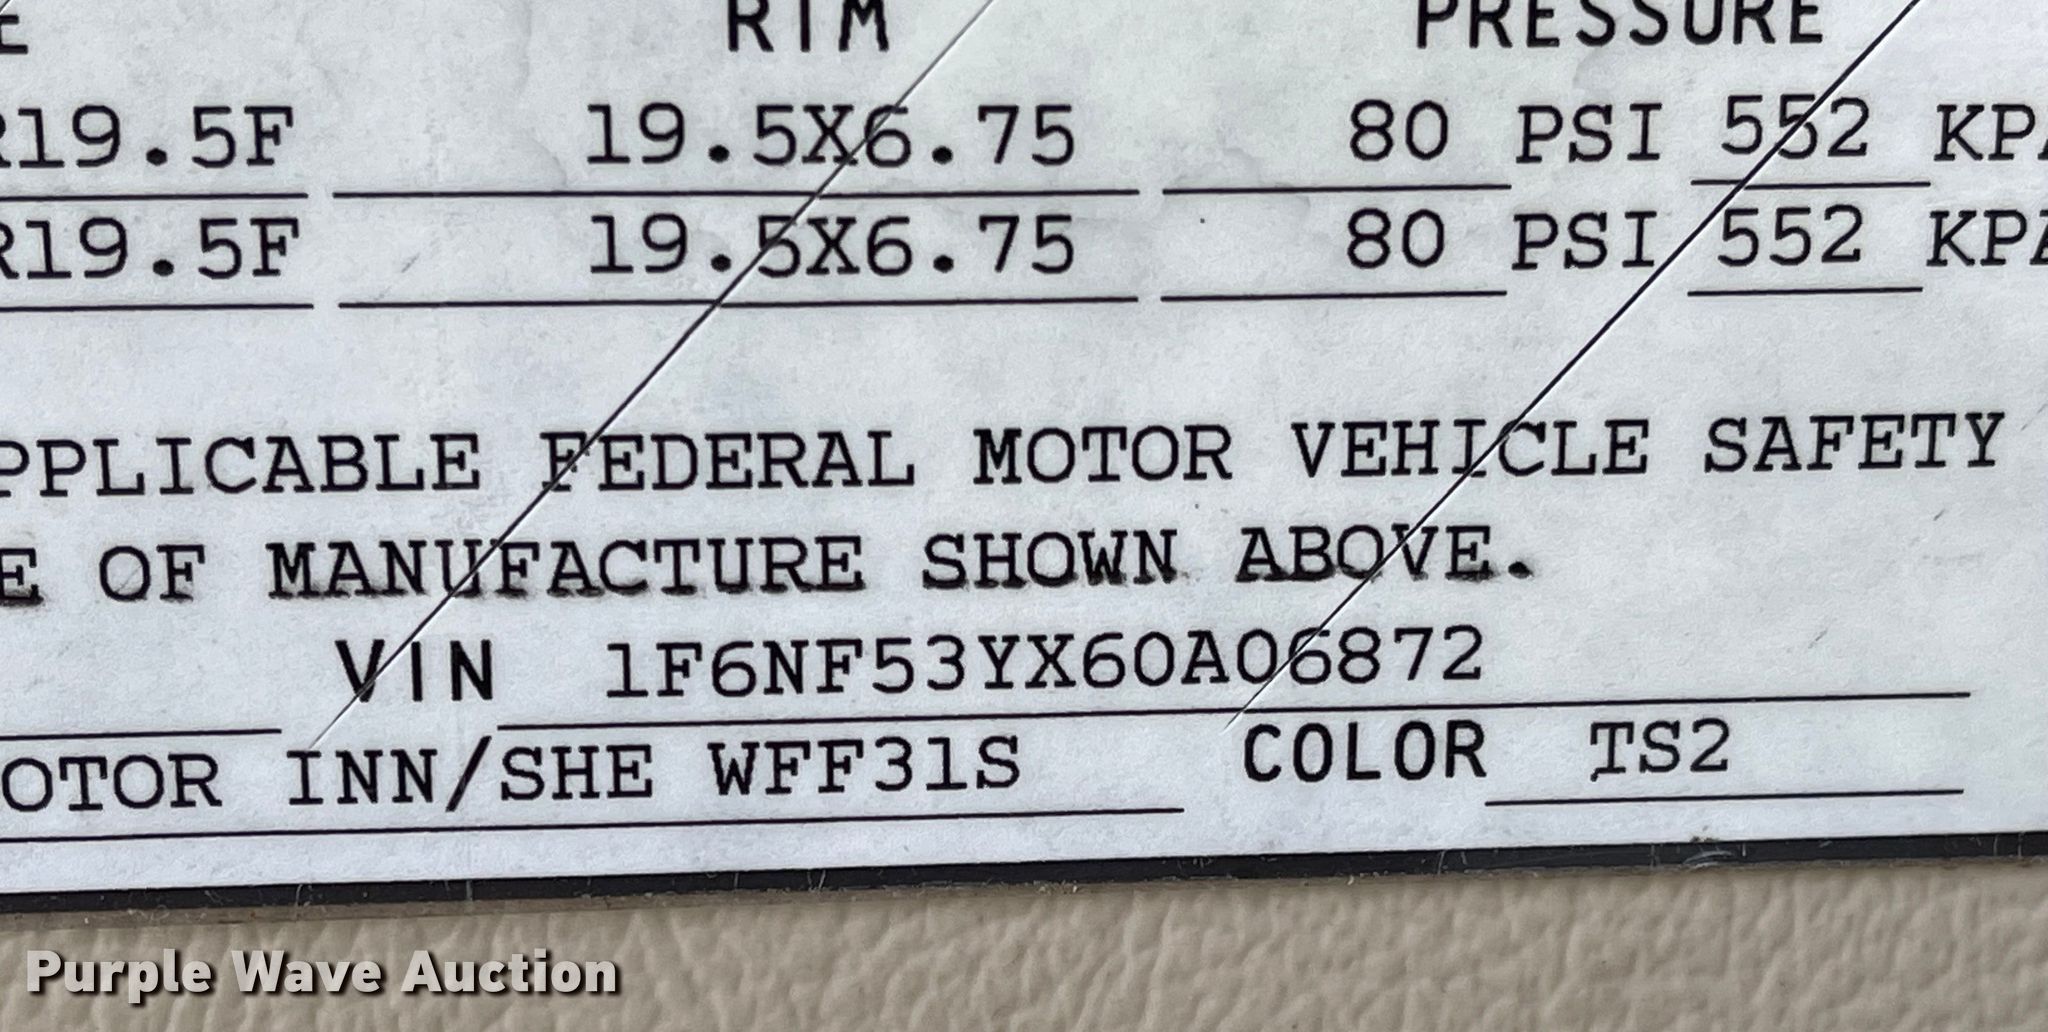 E RIM PRESSURE
R19.5F 19.5X6.75 80 PSI 552 KPA
R19.5F 19.5X6.75 80 PSI 552 KPA
PPLICABLE FEDERAL MOTOR VEHICLE SAFETY
E OF MANUFACTURE SHOWN ABOVE.
VIN 1F6NF53YX60A06872
OTOR INN/SHE WFF31S COLOR TS2
Purple Wave Auction